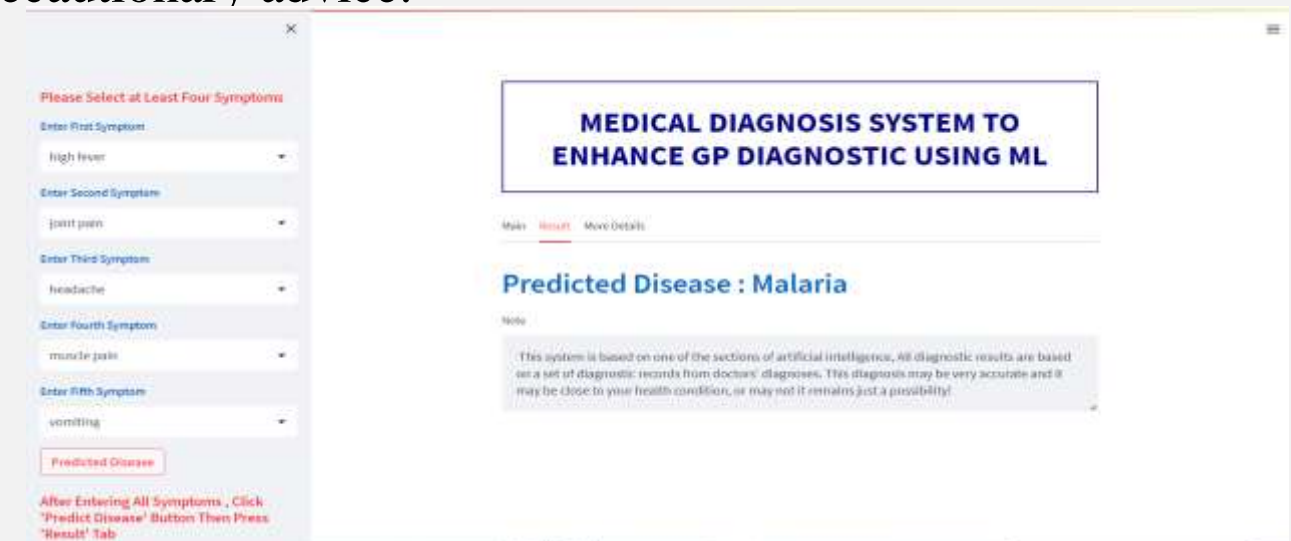 cautionary advice.
Please Select at Least Four Symptoms
Enter First Symptom
high fever
Enter Second Symptom
joint pain
Enter Third Symptom
headache
Enter Fourth Symptom
muscle pain
Enter Fifth Symptom
vomiting
Predicted Disease
After Entering All Symptoms , Click
'Predict Disease' Button Then Press
'Result' Tab
MEDICAL DIAGNOSIS SYSTEM TO
ENHANCE GP DIAGNOSTIC USING ML
Main Result More Details
Predicted Disease : Malaria
Note
This system is based on one of the sections of artificial intelligence, All diagnostic results are based
on a set of diagnostic records from doctors' diagnoses. This diagnosis may be very accurate and it
may be close to your health condition, or may not it remains just a possibility!